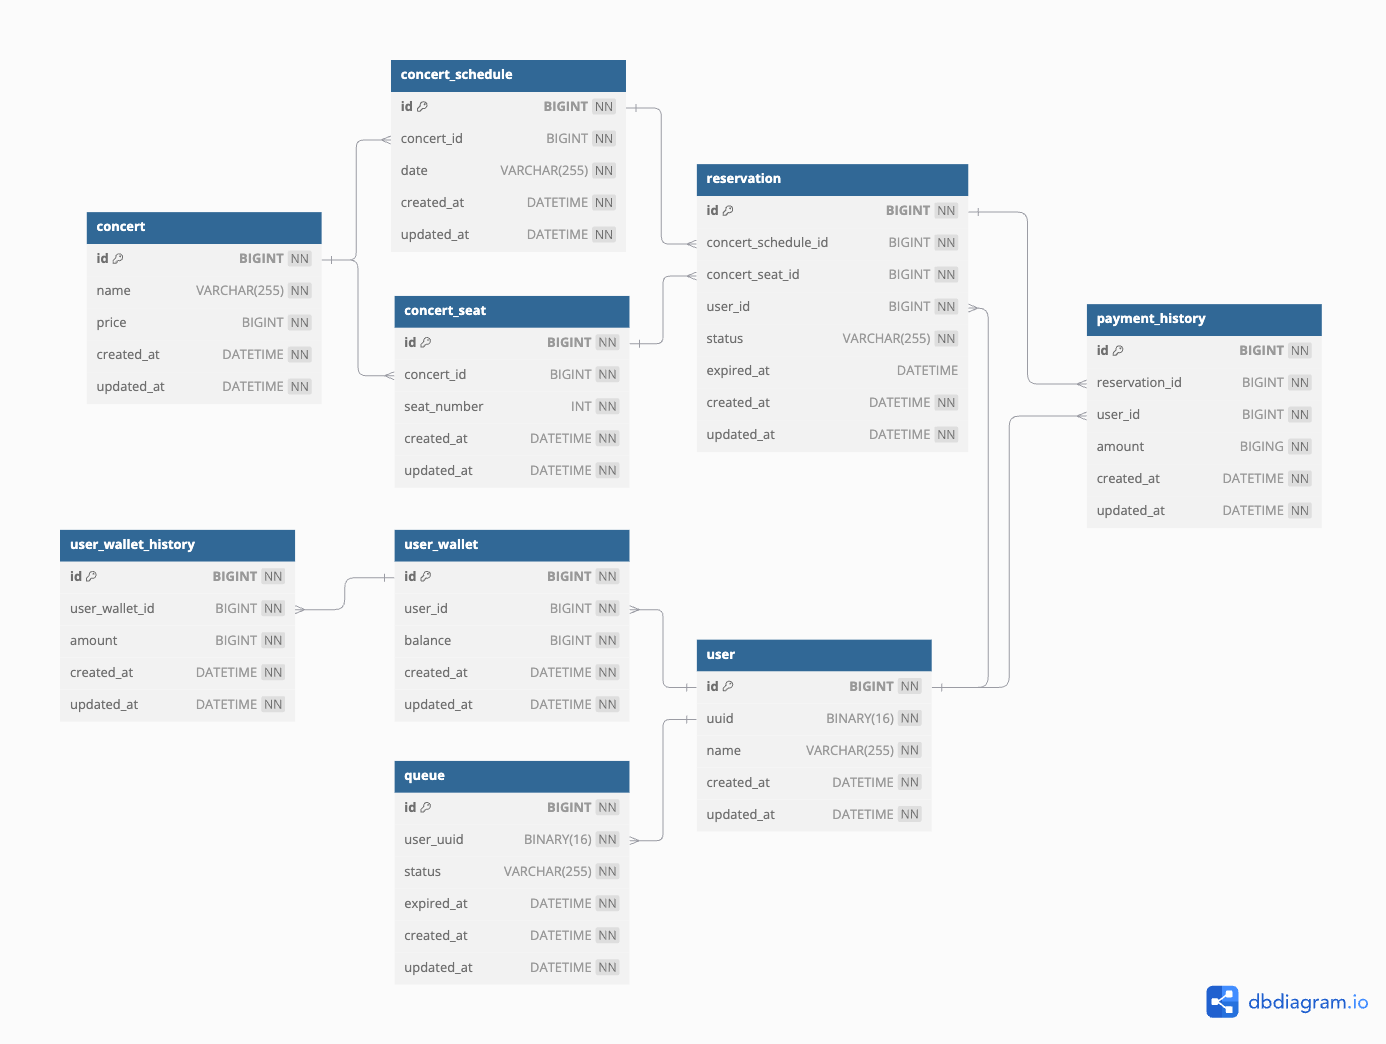 concert_schedule
id BIGINT NN
concert_id BIGINT NN
date VARCHAR(255) NN
created_at DATETIME NN
updated_at DATETIME NN
reservation
id BIGINT NN
concert_schedule_id BIGINT NN
concert_seat_id BIGINT NN
user_id BIGINT NN
status VARCHAR(255) NN
expired_at DATETIME
created_at DATETIME NN
updated_at DATETIME NN
concert
id BIGINT NN
name VARCHAR(255) NN
price BIGINT NN
created_at DATETIME NN
updated_at DATETIME NN
concert_seat
id BIGINT NN
concert_id BIGINT NN
seat_number INT NN
created_at DATETIME NN
updated_at DATETIME NN
payment_history
id BIGINT NN
reservation_id BIGINT NN
user_id BIGINT NN
amount BIGING NN
created_at DATETIME NN
updated_at DATETIME NN
user_wallet_history
id BIGINT NN
user_wallet_id BIGINT NN
amount BIGINT NN
created_at DATETIME NN
updated_at DATETIME NN
user_wallet
id BIGINT NN
user_id BIGINT NN
balance BIGINT NN
created_at DATETIME NN
updated_at DATETIME NN
user
id BIGINT NN
uuid BINARY(16) NN
name VARCHAR(255) NN
created_at DATETIME NN
updated_at DATETIME NN
queue
id BIGINT NN
user_uuid BINARY(16) NN
status VARCHAR(255) NN
expired_at DATETIME NN
created_at DATETIME NN
updated_at DATETIME NN
dbdiagram.io